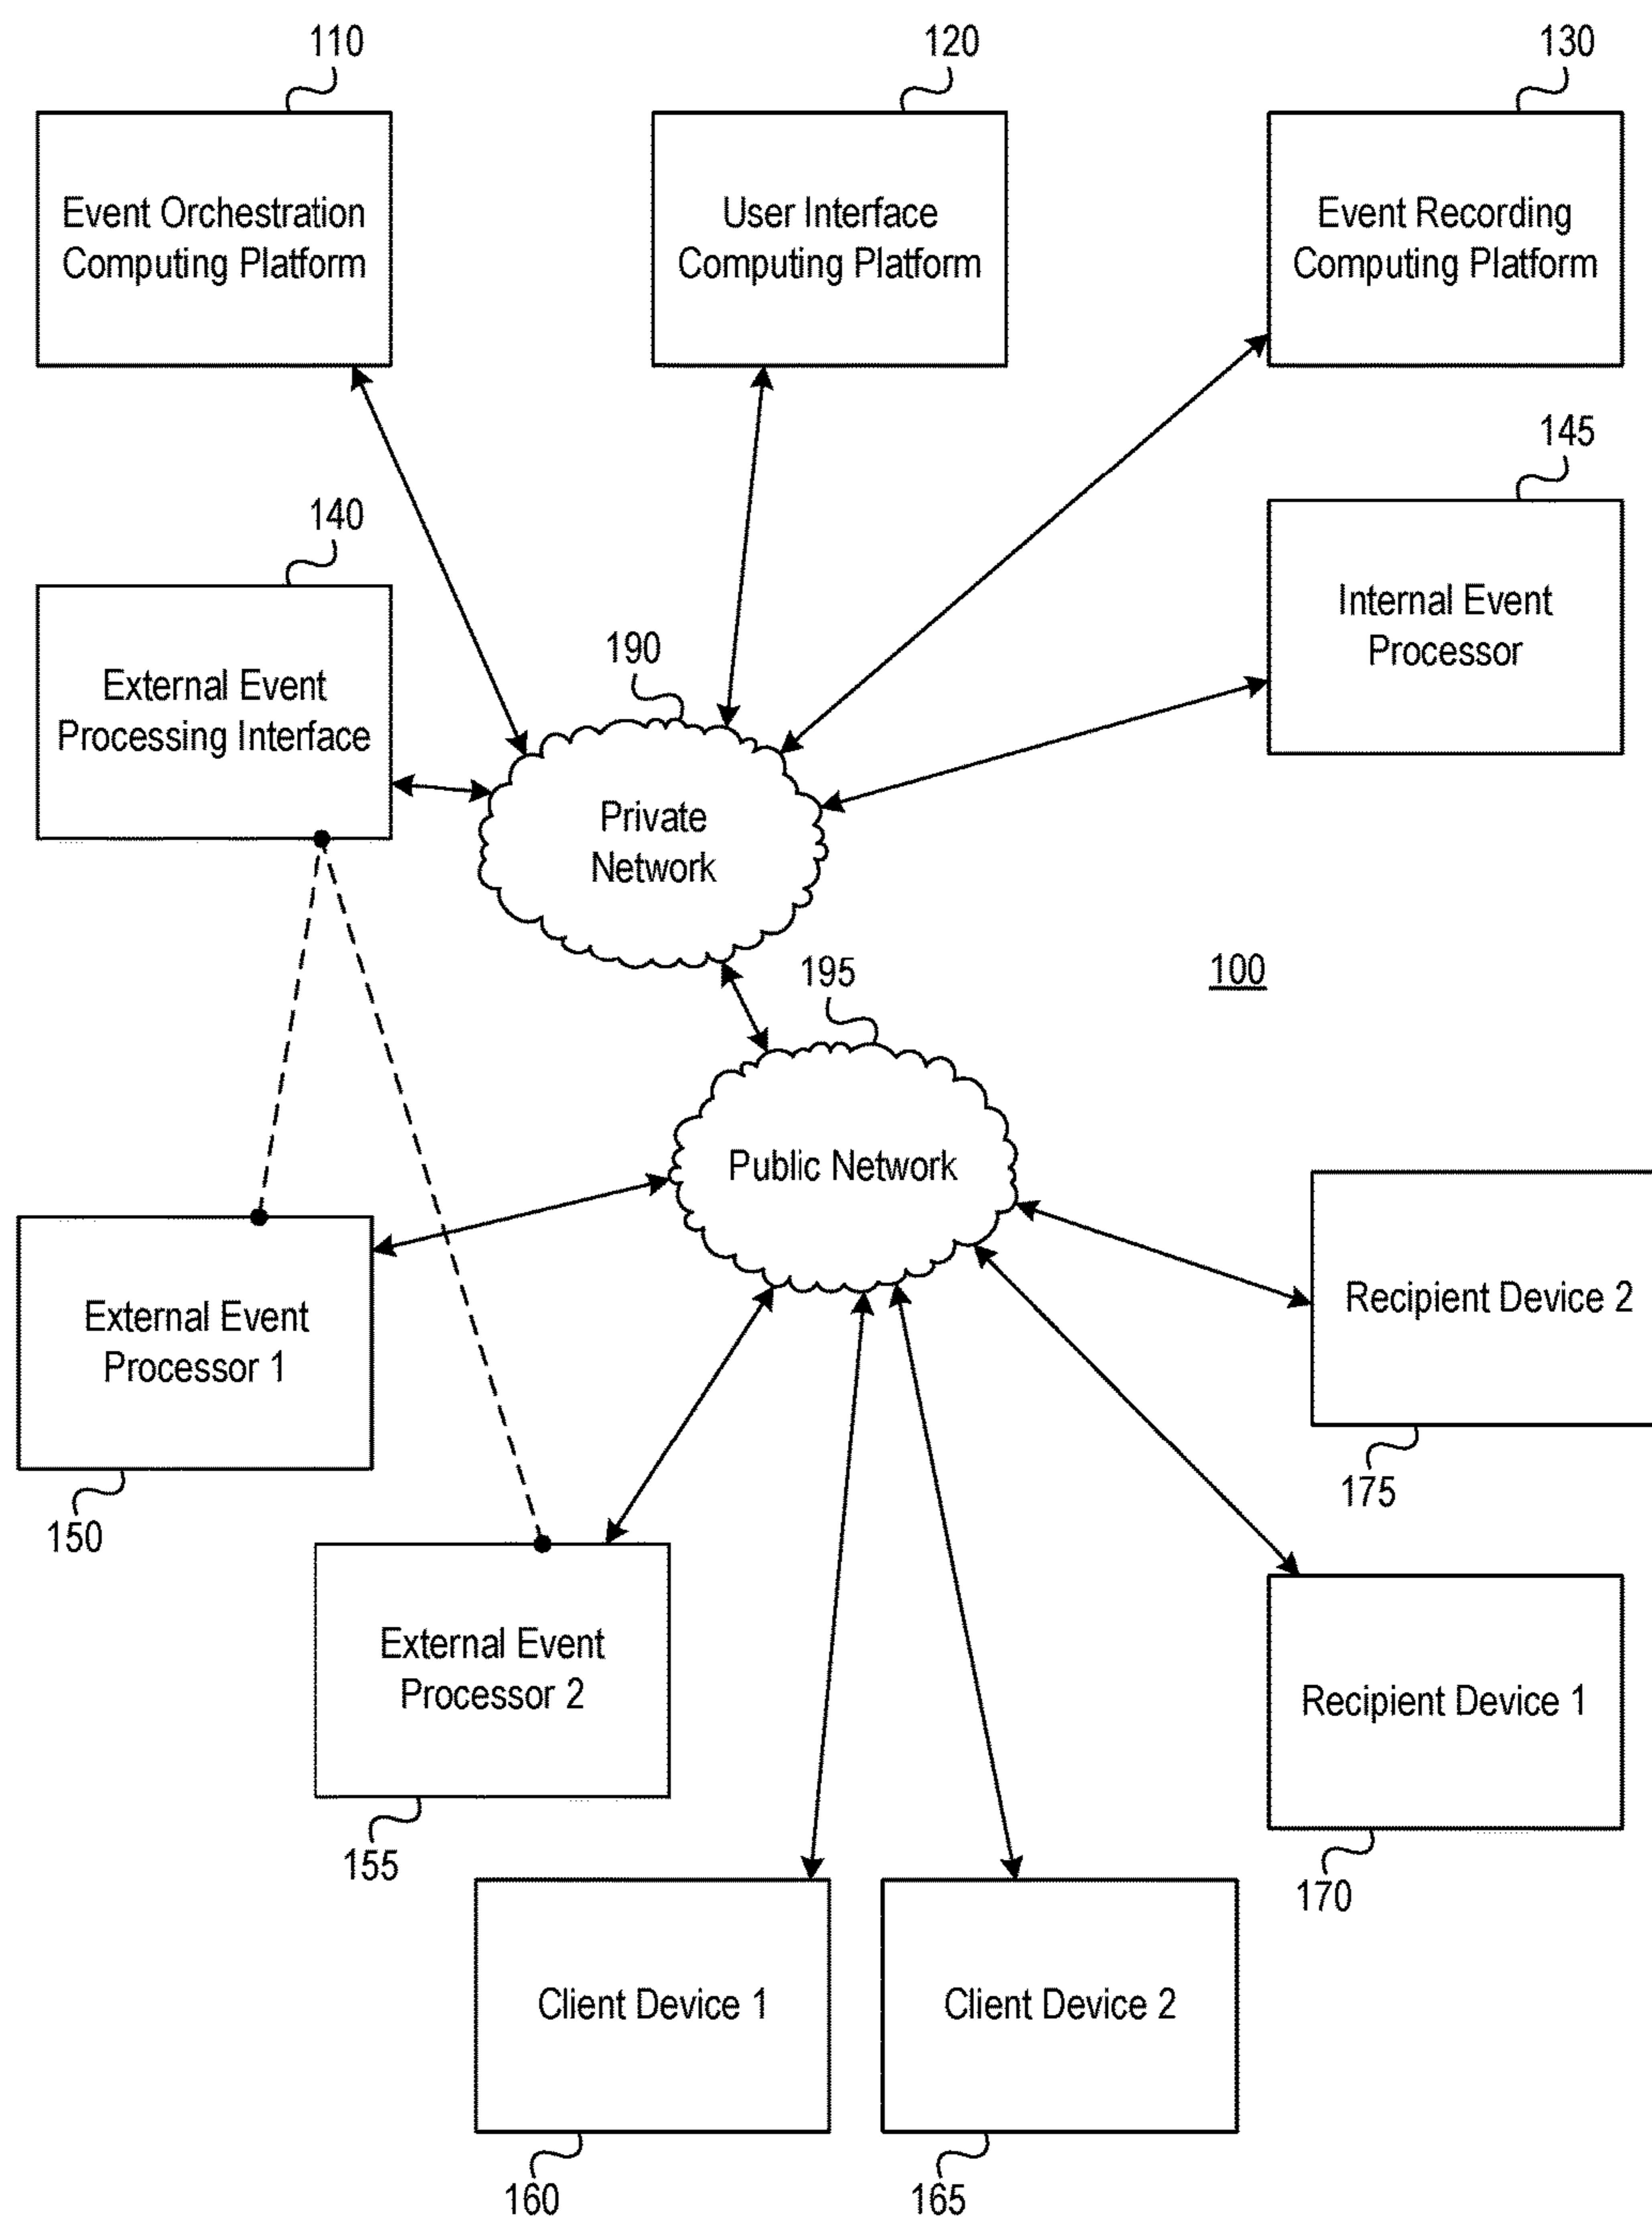 110
120
130
Event Orchestration
Computing Platform
User Interface
Computing Platform
Event Recording
Computing Platform
145
140
Internal Event
Processor
External Event
Processing Interface
190
Private
Network
195
100
Public Network
External Event
Processor 1
Recipient Device 2
150
175
External Event
Processor 2
Recipient Device 1
155
170
Client Device 1
Client Device 2
160
165